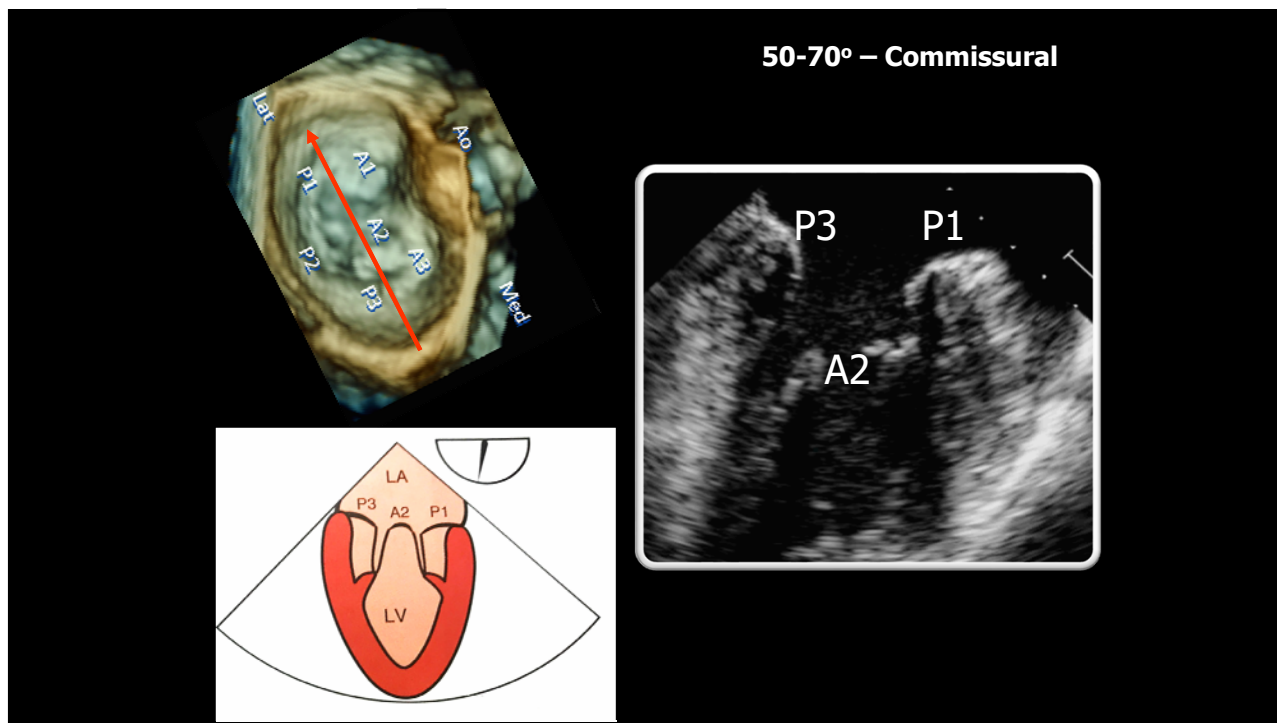 50-70º – Commissural
Lat
Ao
A1
P1
A2
A3
P2
P3
Med
P3
P1
A2
LA
P3
A2
P1
LV